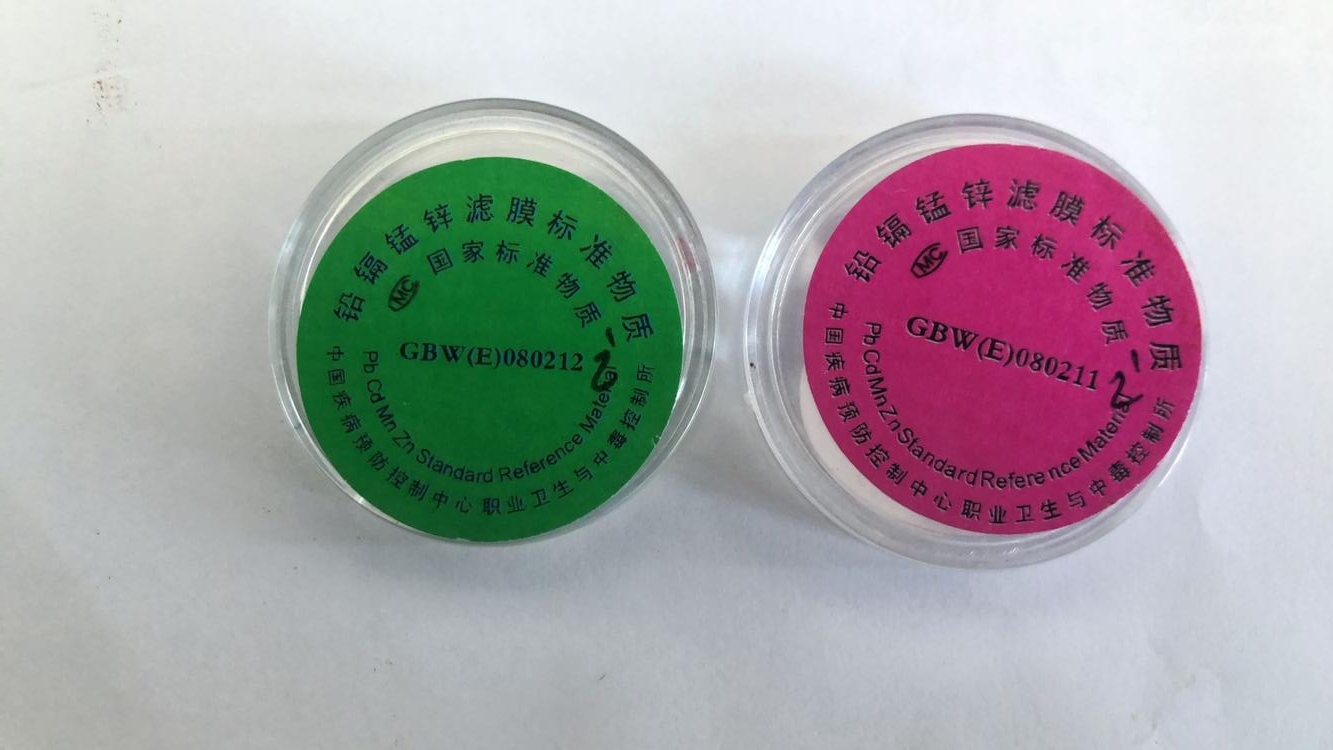 铅镉锰锌滤膜标准物质
MC 国家标准物质
GBW(E)080212
Pb Cd Mn Zn Standard Reference Material
中国疾病预防控制中心职业卫生与中毒控制所
铅镉锰锌滤膜标准物质
MC 国家标准物质
GBW(E)080211
Pb Cd Mn Zn Standard Reference Material
中国疾病预防控制中心职业卫生与中毒控制所